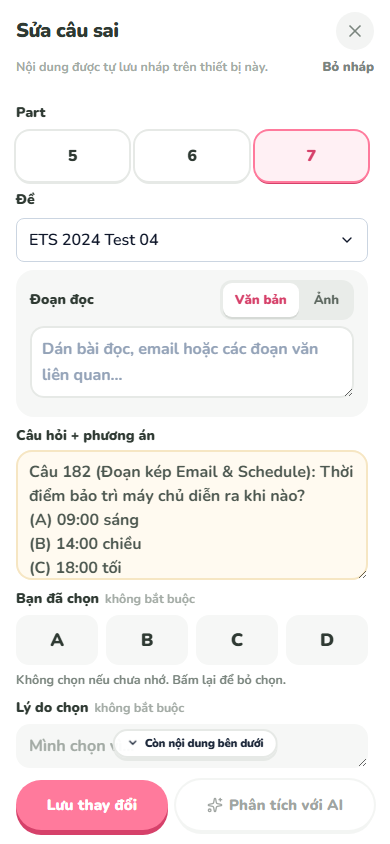 Sửa câu sai
Nội dung được tự lưu nháp trên thiết bị này.
Bỏ nháp
Part
5
6
7
Đề
ETS 2024 Test 04
Đoạn đọc
Văn bản
Ảnh
Dán bài đọc, email hoặc các đoạn văn
liên quan...
Câu hỏi + phương án
Câu 182 (Đoạn kép Email & Schedule): Thời
điểm bảo trì máy chủ diễn ra khi nào?
(A) 09:00 sáng
(B) 14:00 chiều
(C) 18:00 tối
Bạn đã chọn không bắt buộc
A
B
C
D
Không chọn nếu chưa nhớ. Bấm lại để bỏ chọn.
Lý do chọn không bắt buộc
Mình chọn
Còn nội dung bên dưới
Lưu thay đổi
Phân tích với AI